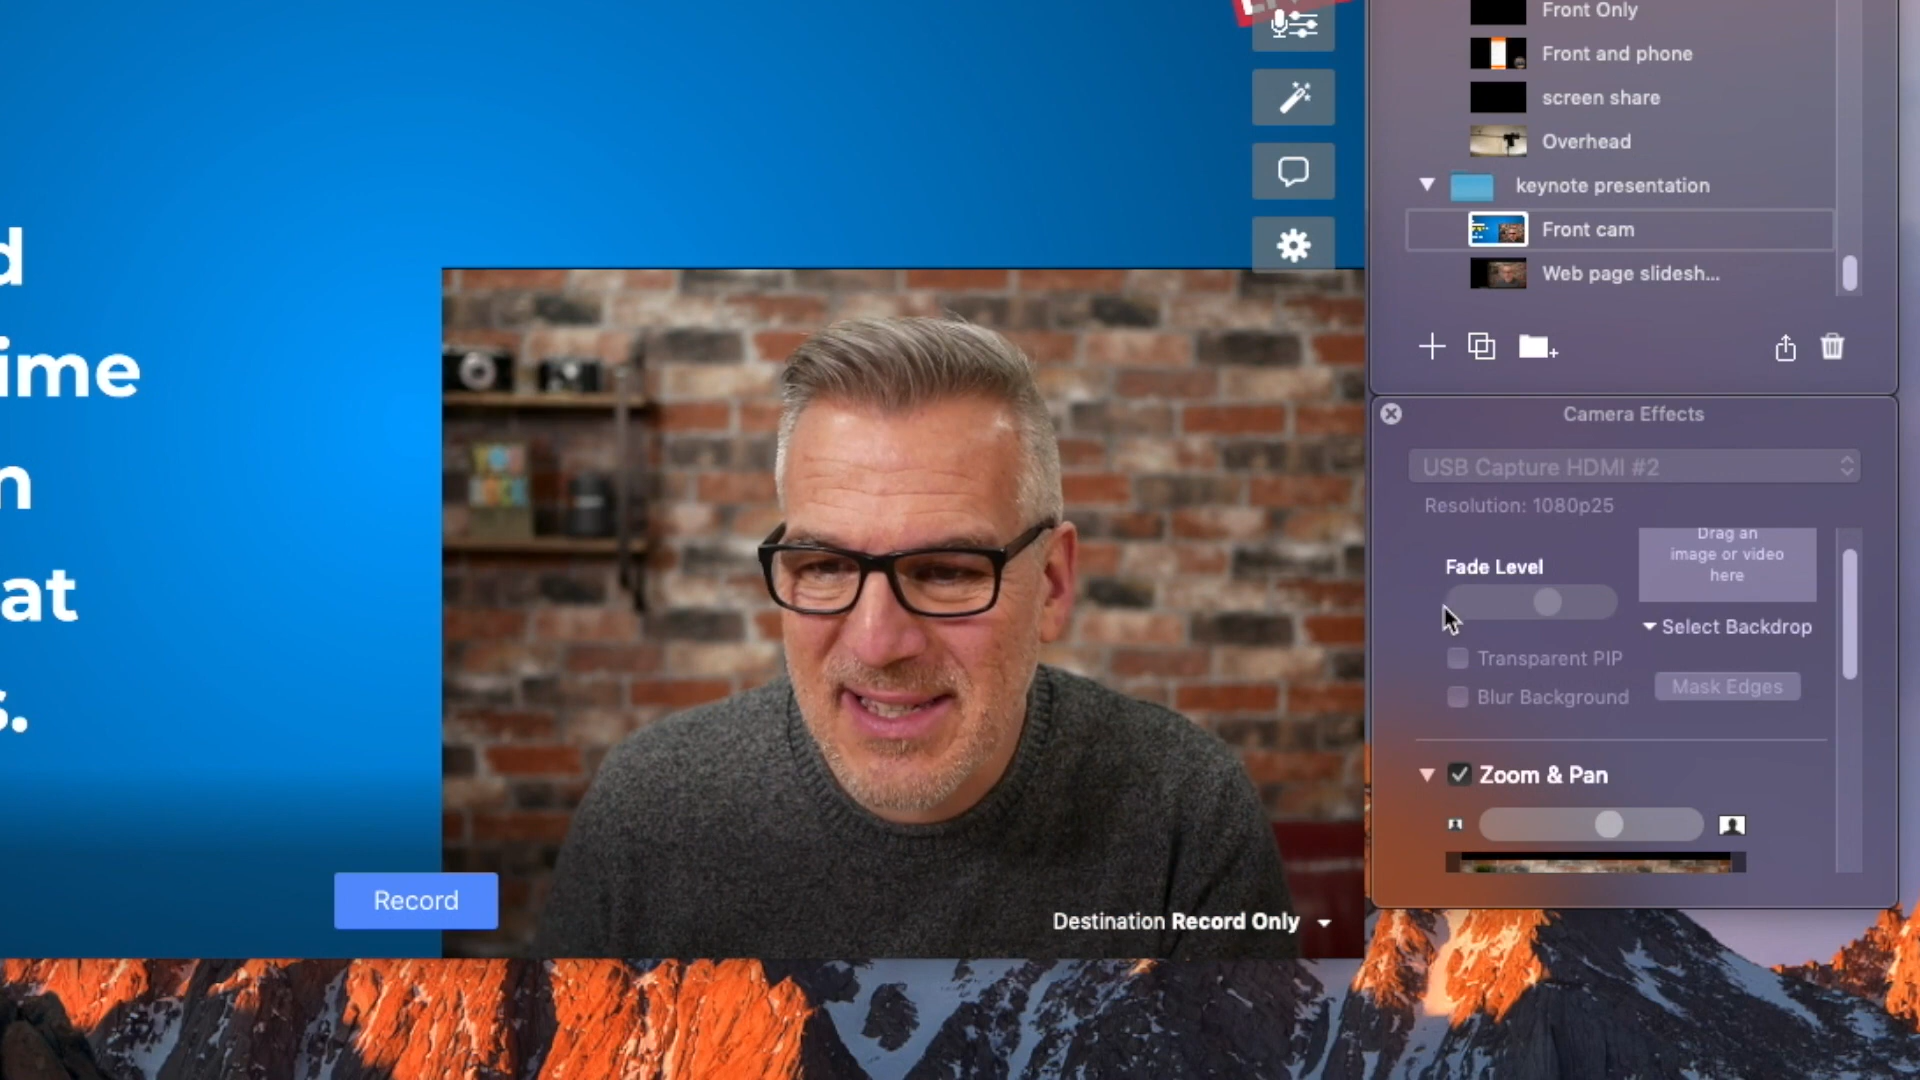 Front Only
Front and phone
screen share
Overhead
keynote presentation
Front cam
Web page slidesh...
d
ime
n
at
s.
Record
Destination Record Only
Camera Effects
USB Capture HDMI #2
Resolution: 1080p25
Drag an
image or video
here
Fade Level
Select Backdrop
Transparent PIP
Mask Edges
Blur Background
Zoom & Pan